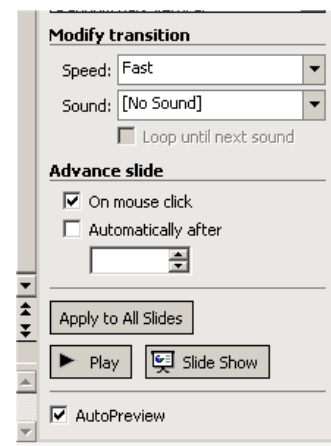 Modify transition
Speed: Fast
Sound: [No Sound]
Loop until next sound
Advance slide
On mouse click
Automatically after
Apply to All Slides
Play Slide Show
AutoPreview